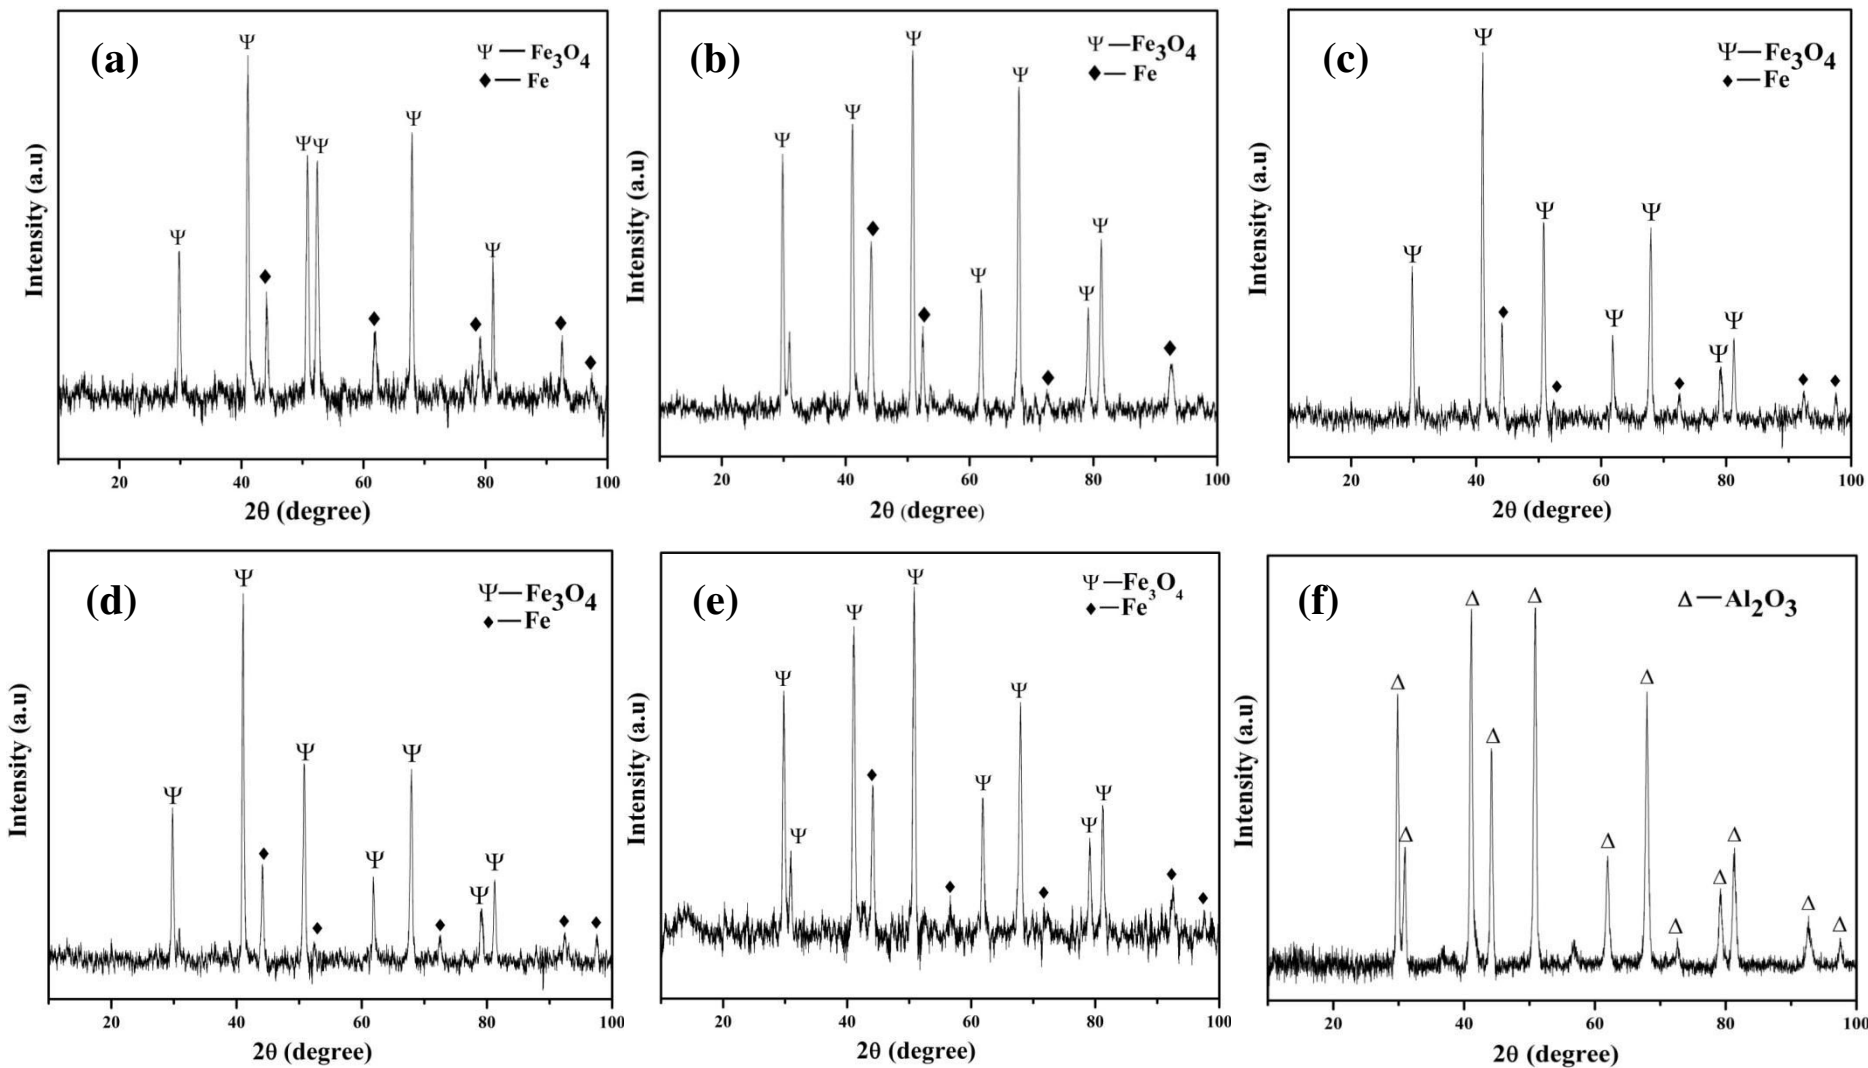 (a)
Ψ — Fe₃O₄
◆ — Fe
Ψ
Ψ
Ψ Ψ
Ψ
Ψ
◆
◆
◆
◆
◆
Intensity (a.u)
20 40 60 80 100
2θ (degree)
(b)
Ψ —Fe₃O₄
◆— Fe
Ψ
Ψ
Ψ
Ψ
Ψ
Ψ
Ψ
◆
◆
◆
◆
Intensity (a.u)
20 40 60 80 100
2θ (degree)
(c)
Ψ—Fe₃O₄
◆—Fe
Ψ
Ψ
Ψ
Ψ
Ψ
Ψ
Ψ
◆
◆
◆
◆
◆
Intensity (a.u)
20 40 60 80 100
2θ (degree)
(d)
Ψ—Fe₃O₄
◆—Fe
Ψ
Ψ
Ψ
Ψ
Ψ
Ψ
Ψ
◆
◆
◆
◆
◆
Intensity (a.u)
20 40 60 80 100
2θ (degree)
(e)
Ψ—Fe₃O₄
◆—Fe
Ψ
Ψ
Ψ
Ψ
Ψ
Ψ
Ψ
Ψ
◆
◆
◆
◆
◆
Intensity (a.u)
20 40 60 80 100
2θ (degree)
(f)
Δ — Al₂O₃
Δ
Δ
Δ
Δ
Δ
Δ
Δ
Δ
Δ
Δ
Δ
Δ
Intensity (a.u)
20 40 60 80 100
2θ (degree)